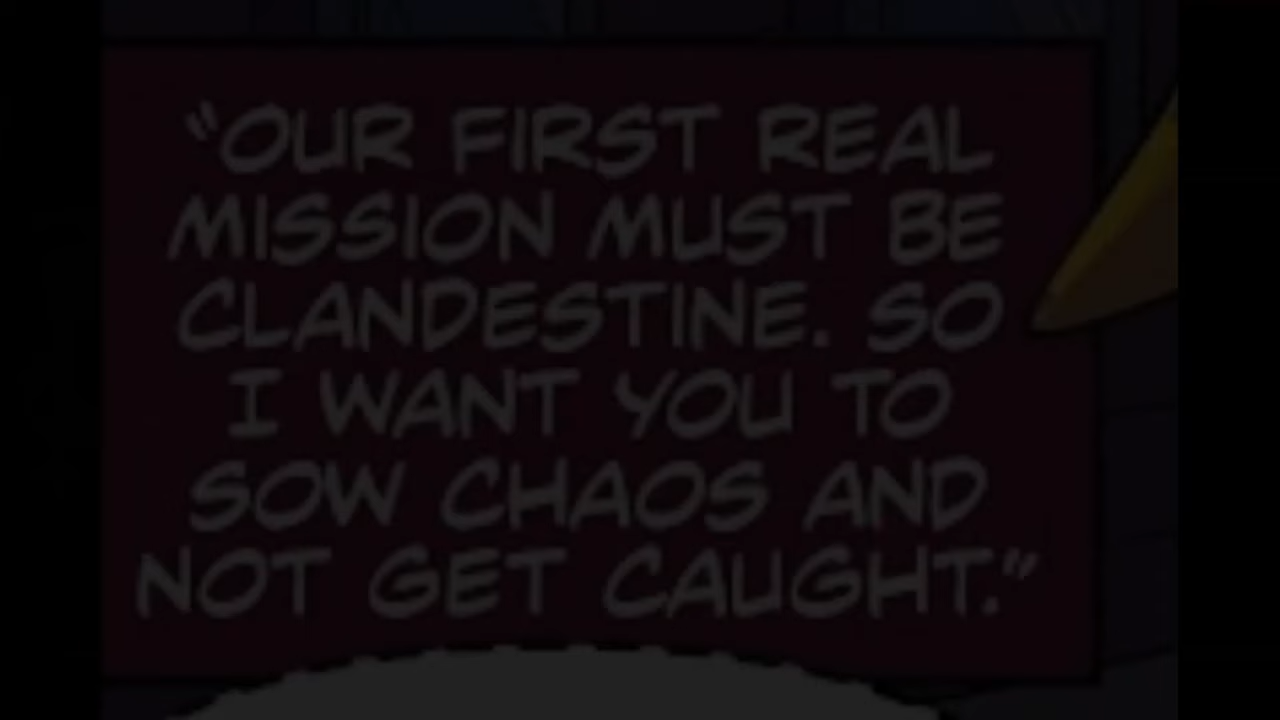 “OUR FIRST REAL
MISSION MUST BE
CLANDESTINE. SO
I WANT YOU TO
SOW CHAOS AND
NOT GET CAUGHT.”